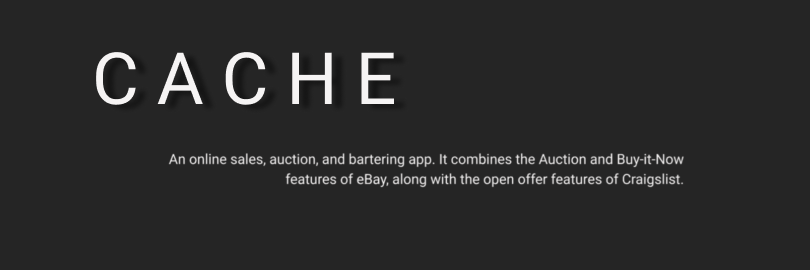 CACHE
An online sales, auction, and bartering app. It combines the Auction and Buy-it-Now
features of eBay, along with the open offer features of Craigslist.